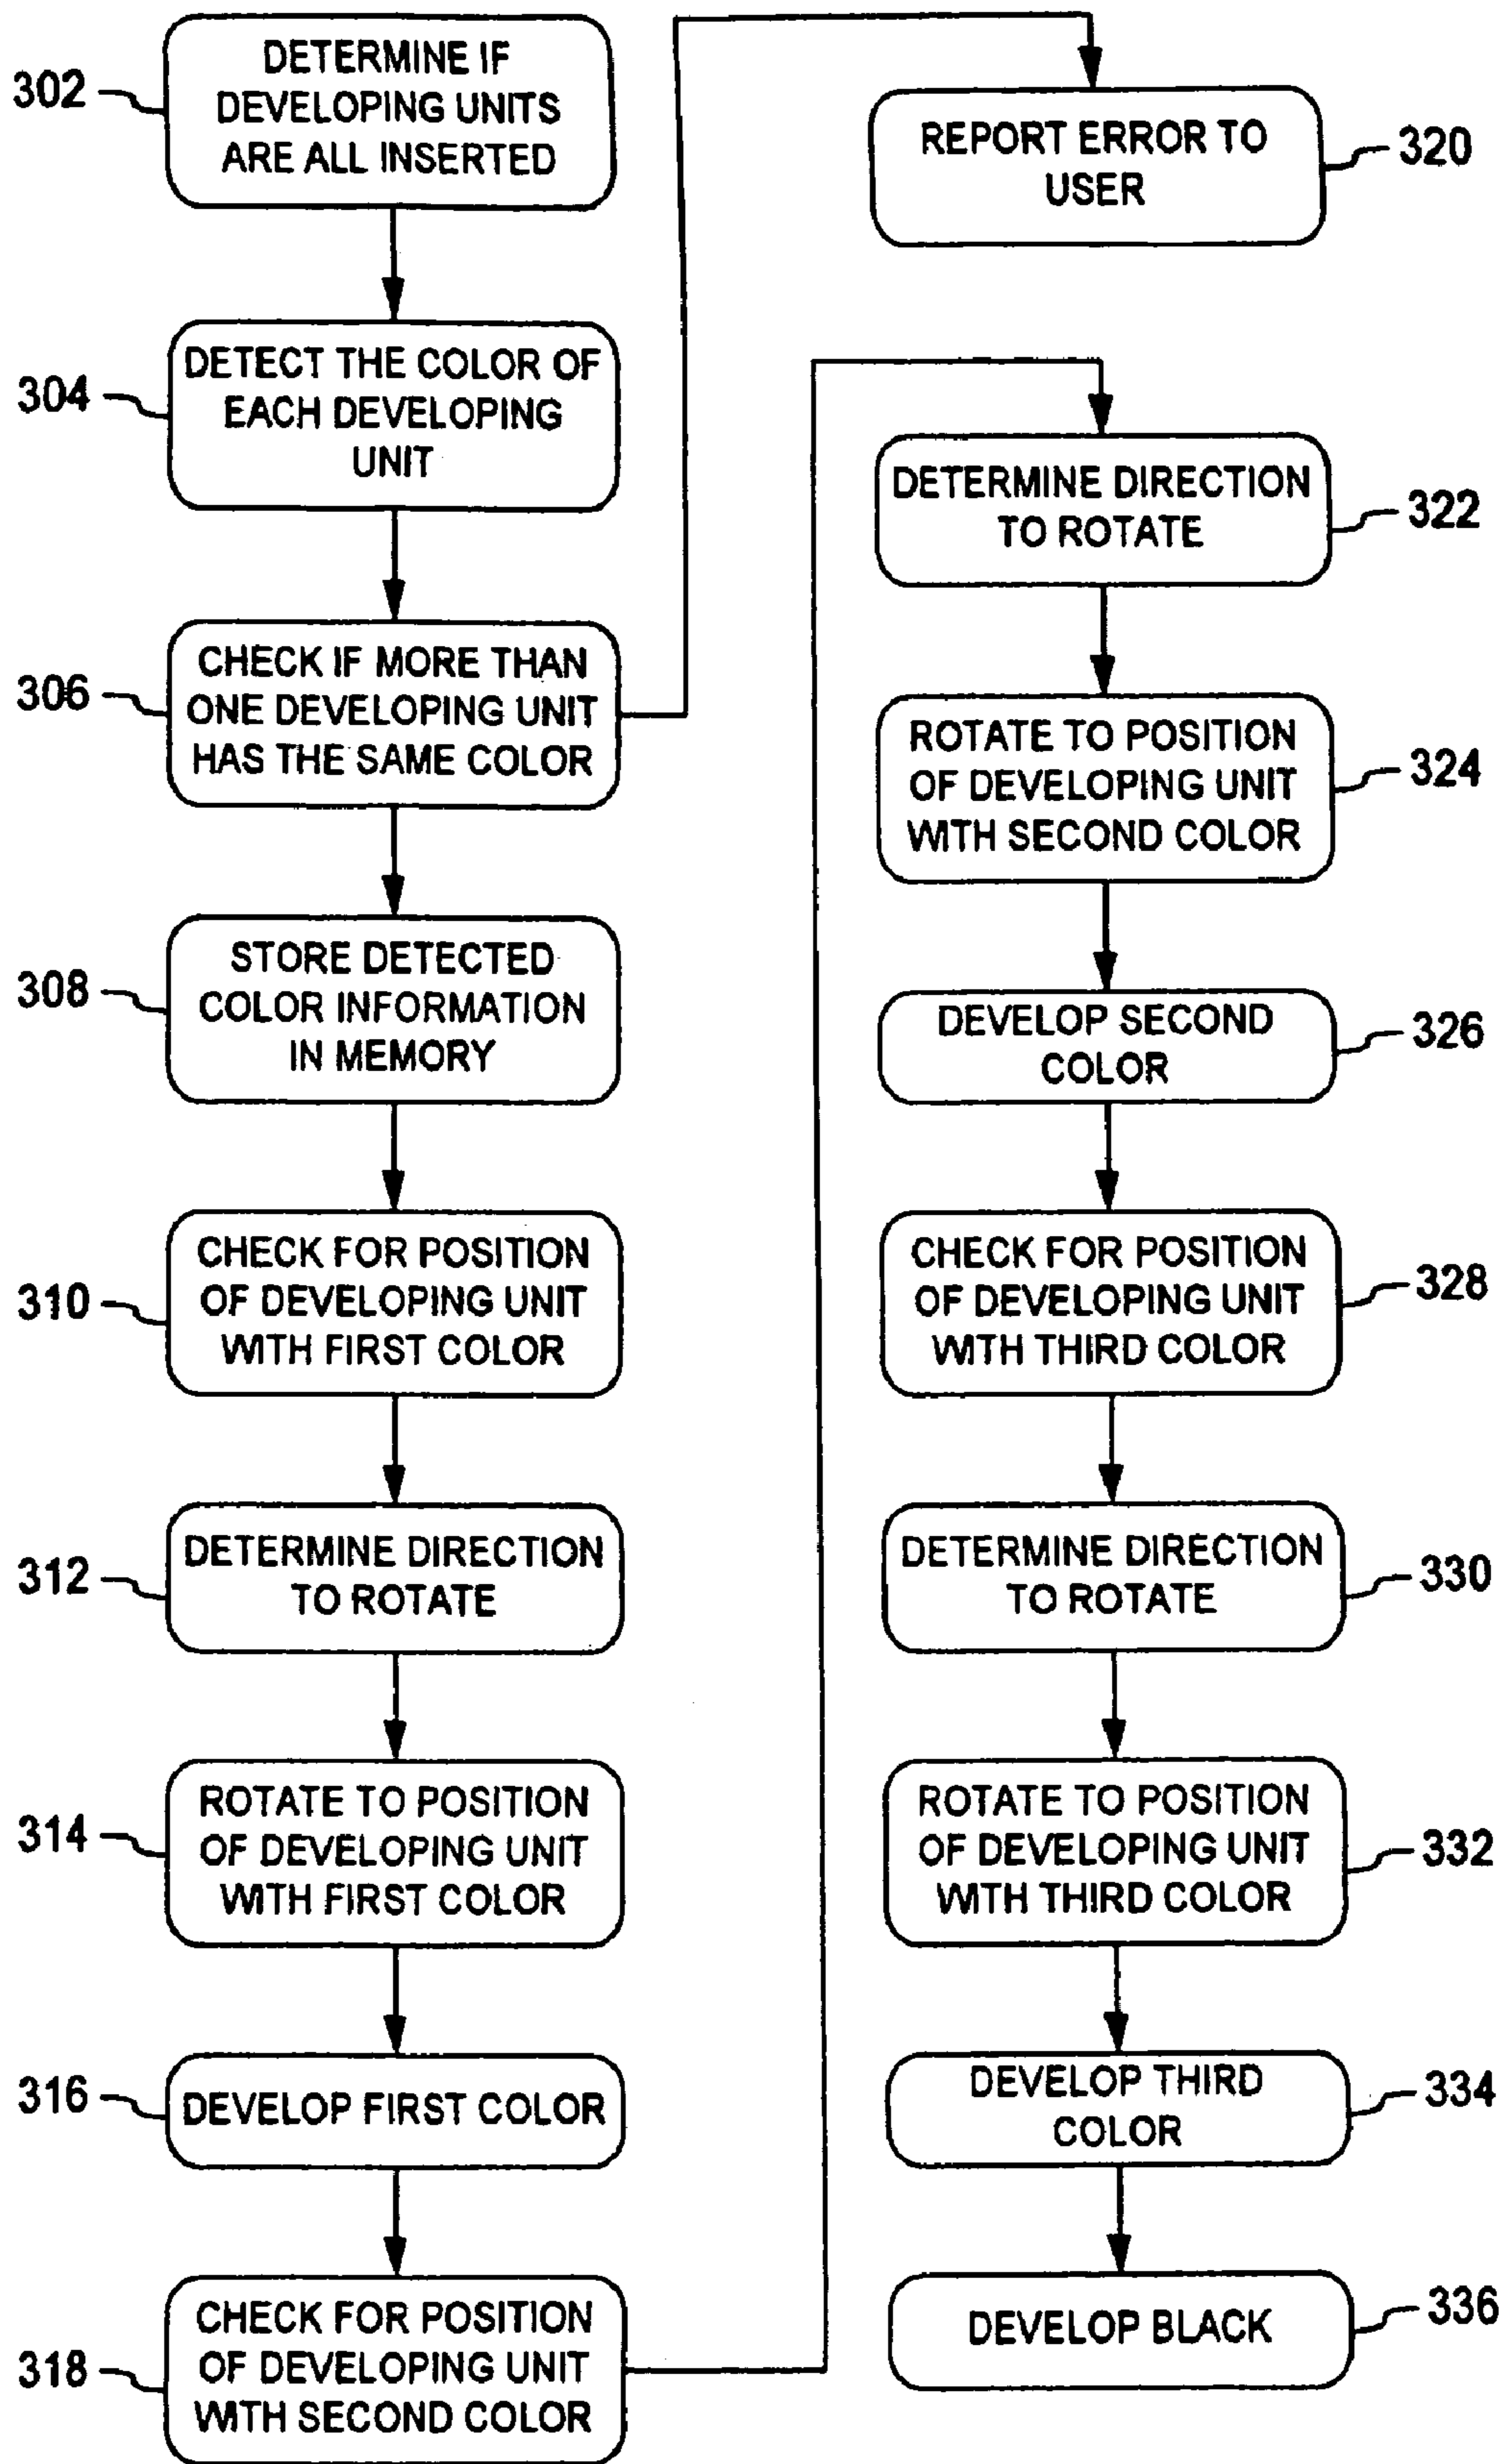 302
DETERMINE IF
DEVELOPING UNITS
ARE ALL INSERTED
304
DETECT THE COLOR OF
EACH DEVELOPING
UNIT
306
CHECK IF MORE THAN
ONE DEVELOPING UNIT
HAS THE SAME COLOR
308
STORE DETECTED
COLOR INFORMATION
IN MEMORY
310
CHECK FOR POSITION
OF DEVELOPING UNIT
WITH FIRST COLOR
312
DETERMINE DIRECTION
TO ROTATE
314
ROTATE TO POSITION
OF DEVELOPING UNIT
WITH FIRST COLOR
316
DEVELOP FIRST COLOR
318
CHECK FOR POSITION
OF DEVELOPING UNIT
WITH SECOND COLOR
REPORT ERROR TO
USER
320
DETERMINE DIRECTION
TO ROTATE
322
ROTATE TO POSITION
OF DEVELOPING UNIT
WITH SECOND COLOR
324
DEVELOP SECOND
COLOR
326
CHECK FOR POSITION
OF DEVELOPING UNIT
WITH THIRD COLOR
328
DETERMINE DIRECTION
TO ROTATE
330
ROTATE TO POSITION
OF DEVELOPING UNIT
WITH THIRD COLOR
332
DEVELOP THIRD
COLOR
334
DEVELOP BLACK
336